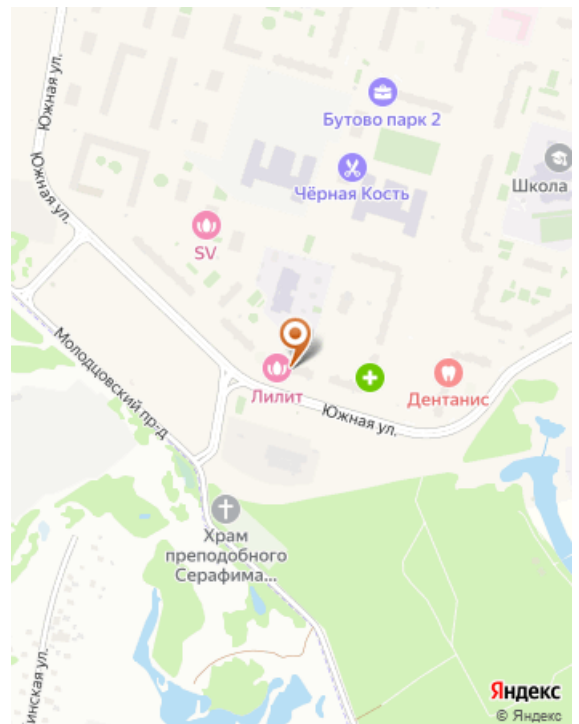 Южная ул.
Южная ул.
Бутово парк 2
Чёрная Кость
Школа
SV
Молодцовский пр-д
Лилит
Дентанис
Южная ул.
Храм
преподобного
Серафима...
инская ул.
Яндекс
© Яндекс